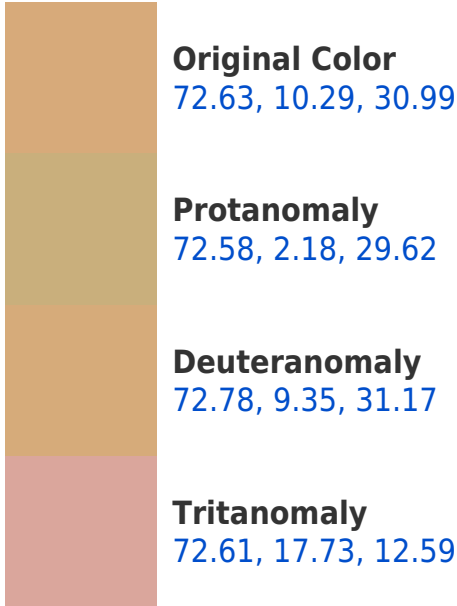 Original Color
72.63, 10.29, 30.99
Protanomaly
72.58, 2.18, 29.62
Deuteranomaly
72.78, 9.35, 31.17
Tritanomaly
72.61, 17.73, 12.59